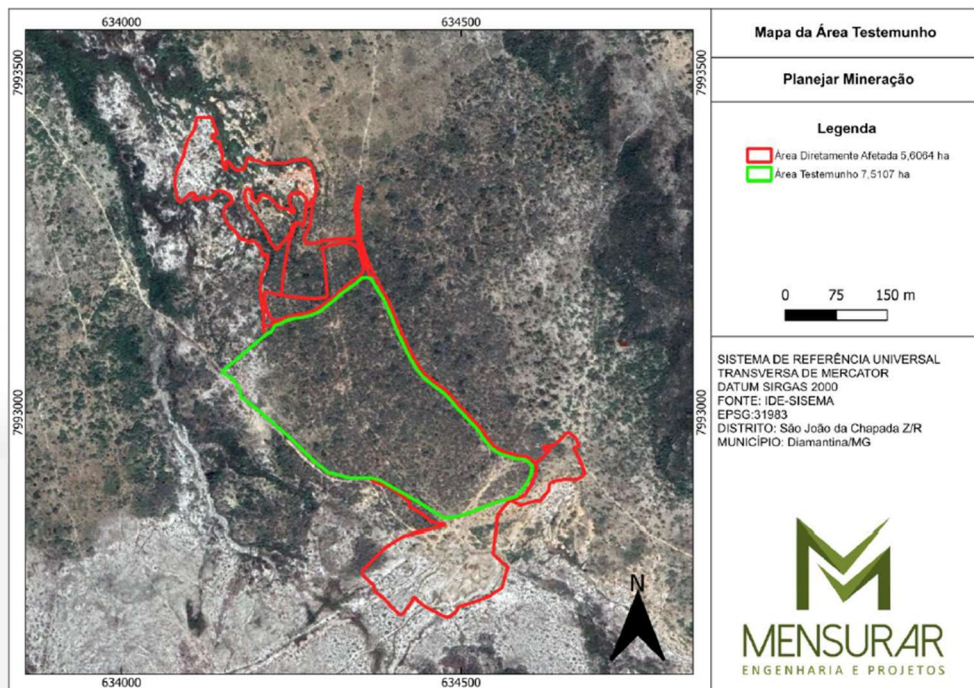 634000
634500
7993500
7993500
7993000
7993000
634000
634500
N
Mapa da Área Testemunho
Planejar Mineração
Legenda
Área Diretamente Afetada 5,6064 ha
Área Testemunho 7,5107 ha
0 75 150 m
SISTEMA DE REFERÊNCIA UNIVERSAL
TRANSVERSA DE MERCATOR
DATUM SIRGAS 2000
FONTE: IDE-SISEMA
EPSG:31983
DISTRITO: São João da Chapada Z/R
MUNICÍPIO: Diamantina/MG
MENSURAR
ENGENHARIA E PROJETOS